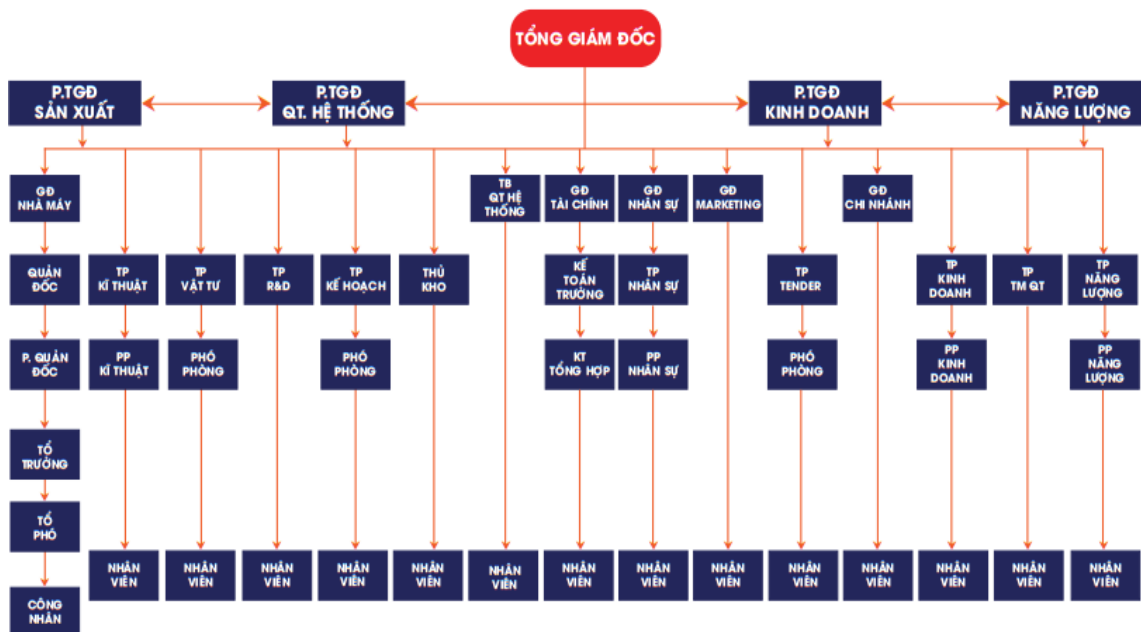 TỔNG GIÁM ĐỐC
P.TGĐ
SẢN XUẤT
P.TGĐ
QT. HỆ THỐNG
P.TGĐ
KINH DOANH
P.TGĐ
NĂNG LƯỢNG
GĐ
NHÀ MÁY
TB
QT HỆ
THỐNG
GĐ
TÀI CHÍNH
GĐ
NHÂN SỰ
GĐ
MARKETING
GĐ
CHI NHÁNH
QUẢN
ĐỐC
TP
KĨ THUẬT
TP
VẬT TƯ
TP
R&D
TP
KẾ HOẠCH
THỦ
KHO
KẾ
TOÁN
TRƯỞNG
TP
NHÂN SỰ
TP
TENDER
TP
KINH
DOANH
TP
TM QT
TP
NĂNG
LƯỢNG
P. QUẢN
ĐỐC
PP
KĨ THUẬT
PHÓ
PHÒNG
PHÓ
PHÒNG
KT
TỔNG HỢP
PP
NHÂN SỰ
PHÓ
PHÒNG
PP
KINH
DOANH
PP
NĂNG
LƯỢNG
TỔ
TRƯỞNG
TỔ
PHÓ
NHÂN
VIÊN
NHÂN
VIÊN
NHÂN
VIÊN
NHÂN
VIÊN
NHÂN
VIÊN
NHÂN
VIÊN
NHÂN
VIÊN
NHÂN
VIÊN
NHÂN
VIÊN
NHÂN
VIÊN
NHÂN
VIÊN
NHÂN
VIÊN
NHÂN
VIÊN
NHÂN
VIÊN
CÔNG
NHÂN